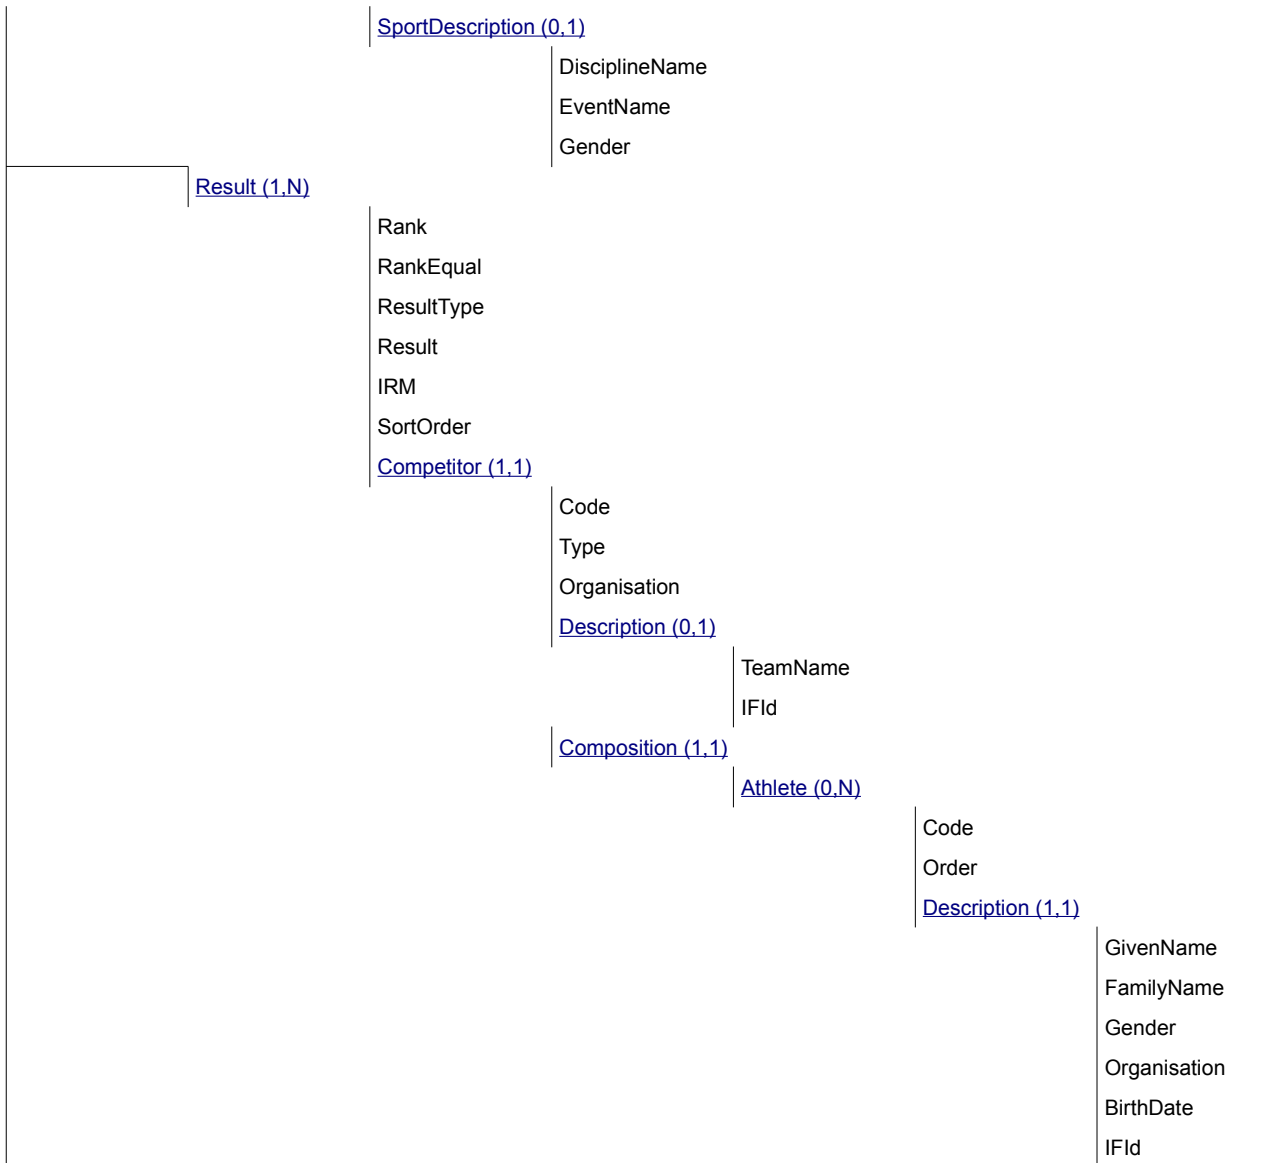 SportDescription (0,1)
DisciplineName
EventName
Gender
Result (1,N)
Rank
RankEqual
ResultType
Result
IRM
SortOrder
Competitor (1,1)
Code
Type
Organisation
Description (0,1)
TeamName
IFId
Composition (1,1)
Athlete (0,N)
Code
Order
Description (1,1)
GivenName
FamilyName
Gender
Organisation
BirthDate
IFId